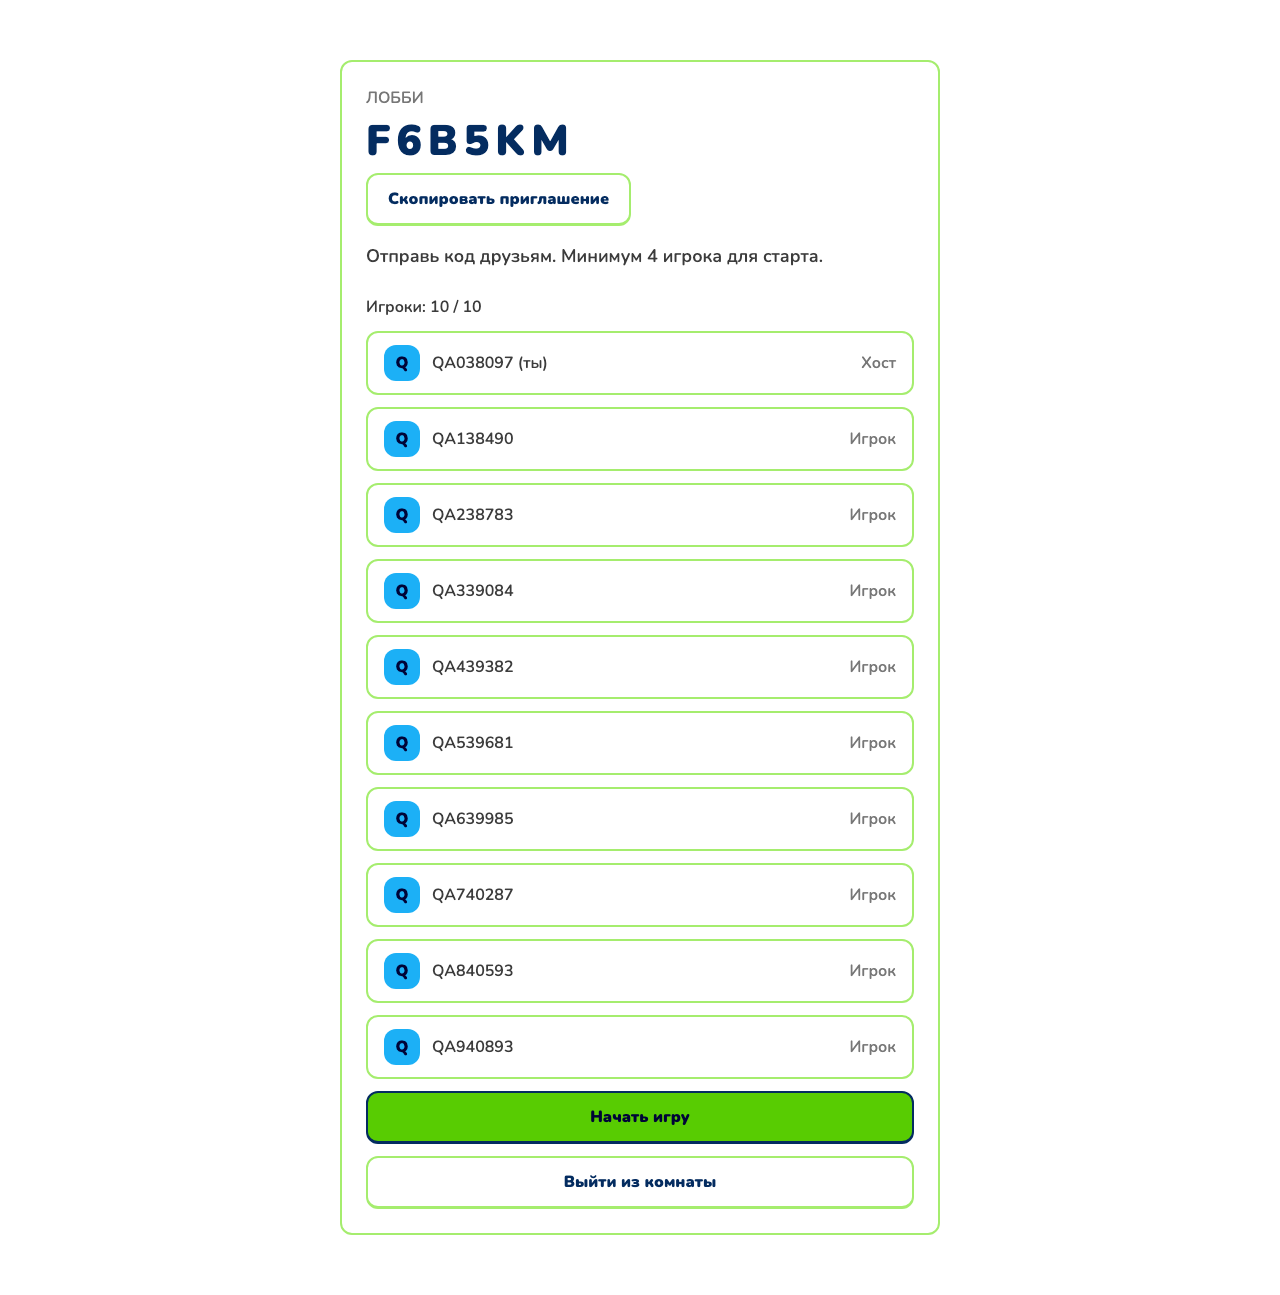 ЛОББИ
F6B5KM
Скопировать приглашение
Отправь код друзьям. Минимум 4 игрока для старта.
Игроки: 10 / 10
Q QA038097 (ты) Хост
Q QA138490 Игрок
Q QA238783 Игрок
Q QA339084 Игрок
Q QA439382 Игрок
Q QA539681 Игрок
Q QA639985 Игрок
Q QA740287 Игрок
Q QA840593 Игрок
Q QA940893 Игрок
Начать игру
Выйти из комнаты